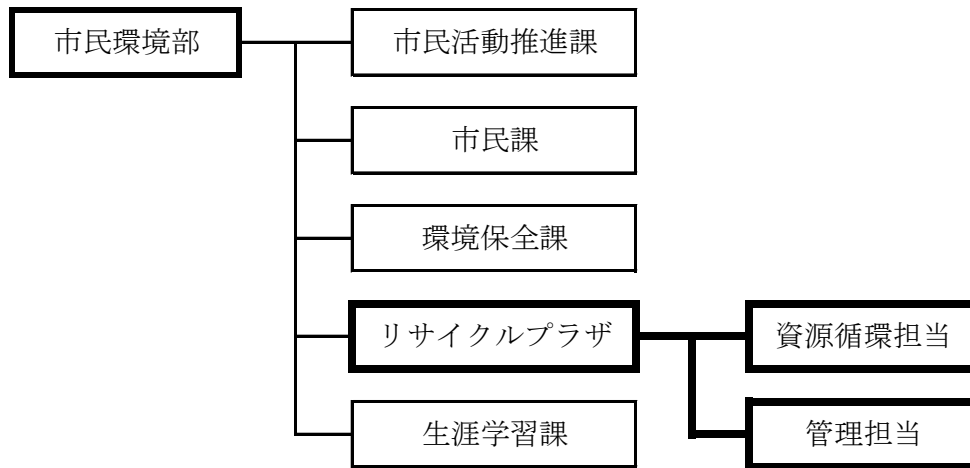 市民環境部
市民活動推進課
市民課
環境保全課
リサイクルプラザ
資源循環担当
管理担当
生涯学習課